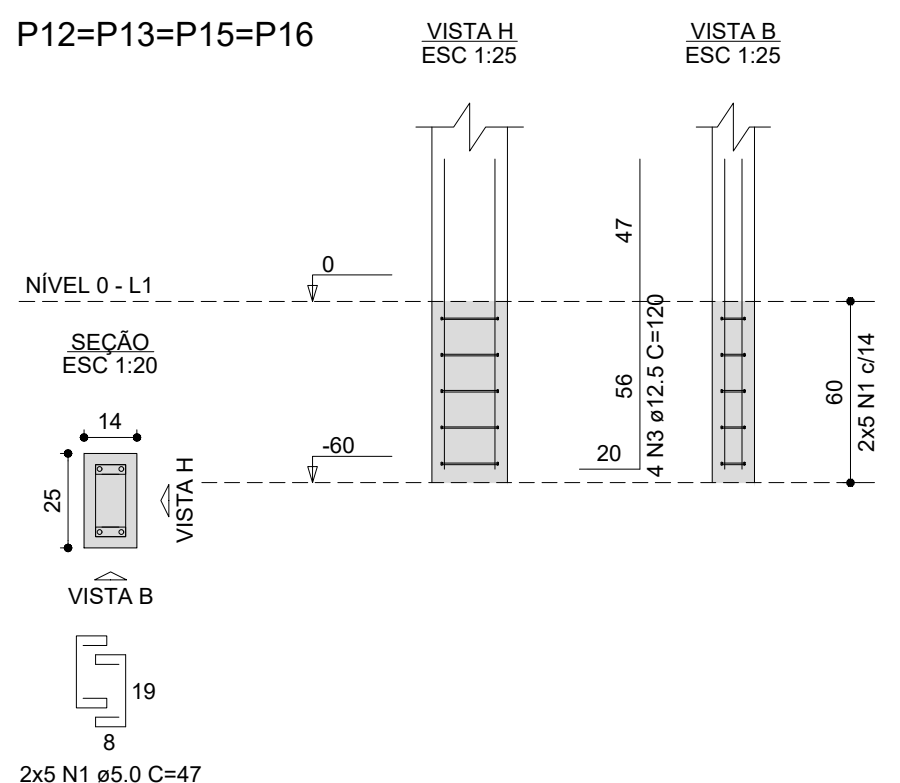 P12=P13=P15=P16
VISTA H
ESC 1:25
VISTA B
ESC 1:25
47
0
NÍVEL 0 - L1
SEÇÃO
ESC 1:20
14
25
VISTA H
VISTA B
-60
20
56
4 N3 ø12.5 C=120
60
2x5 N1 c/14
19
8
2x5 N1 ø5.0 C=47